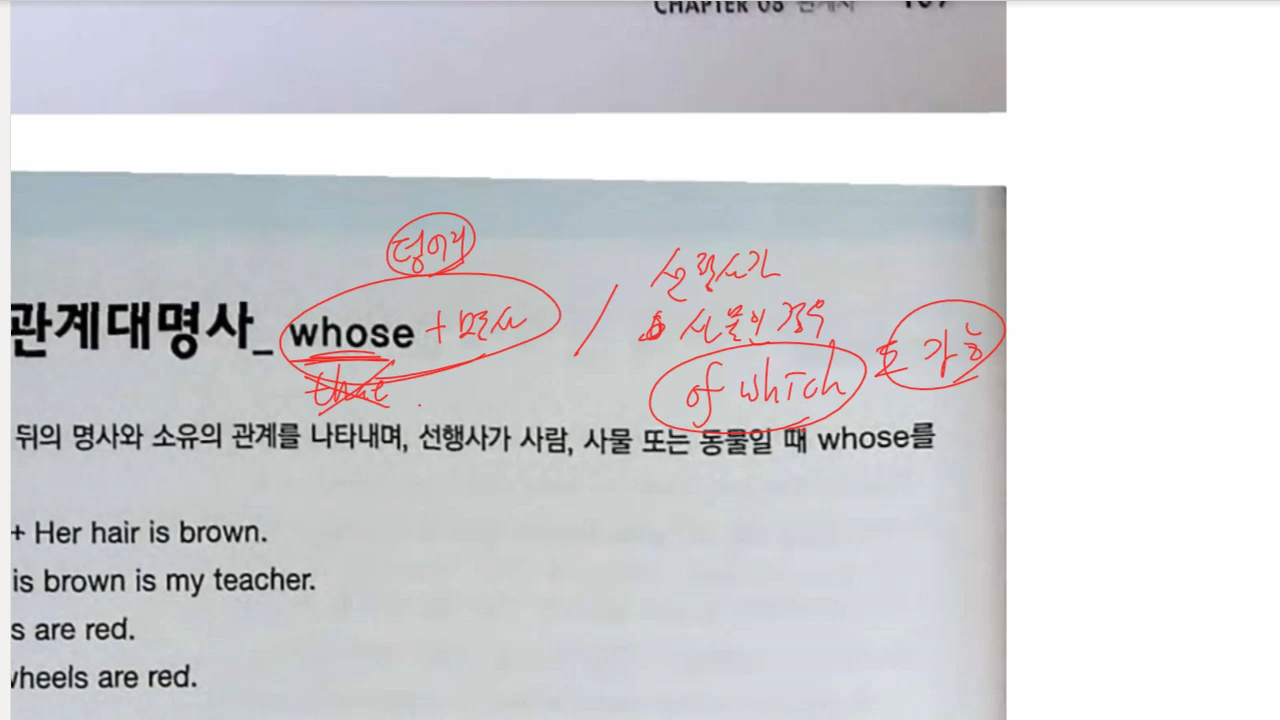 CHAPTER 08 관계사 167
덩어리
관계대명사_ whose + 명사 /
that
선행사가
사물인 경우
of which 도 가능
뒤의 명사와 소유의 관계를 나타내며, 선행사가 사람, 사물 또는 동물일 때 whose를
+ Her hair is brown.
is brown is my teacher.
s are red.
wheels are red.